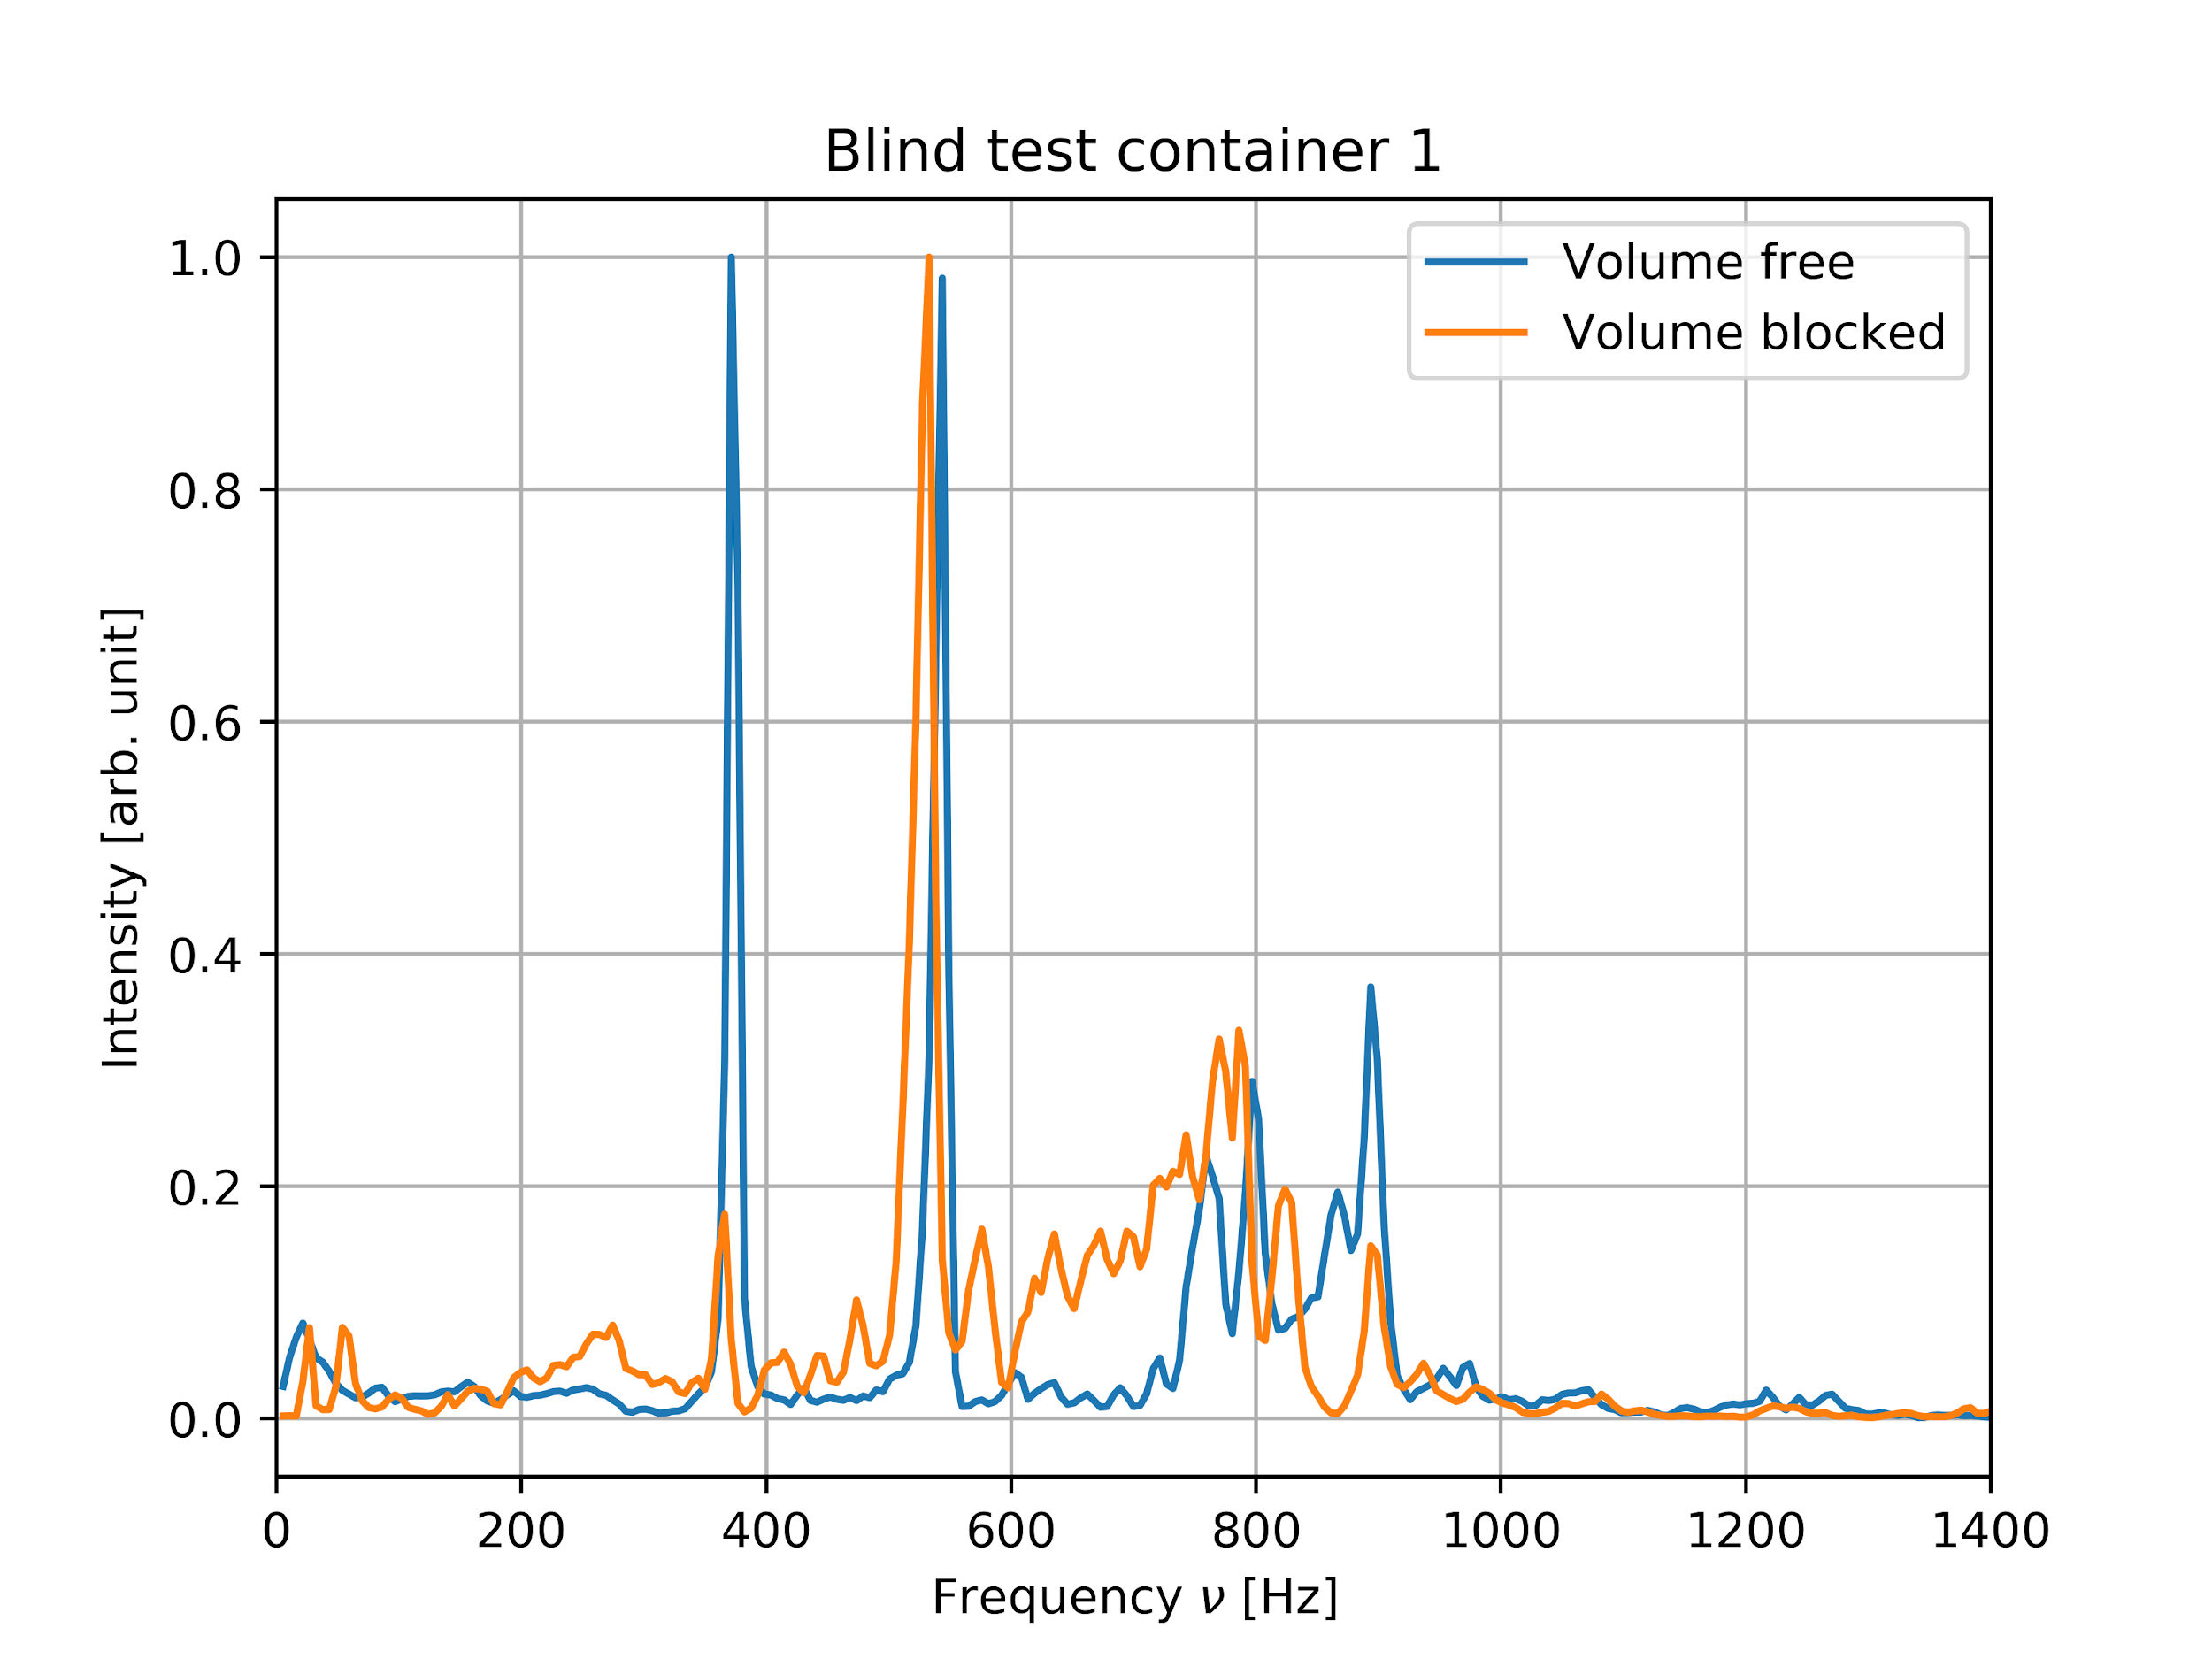 Blind test container 1
Volume free
Volume blocked
1.0
0.8
0.6
0.4
0.2
0.0
Intensity [arb. unit]
0 200 400 600 800 1000 1200 1400
Frequency ν [Hz]